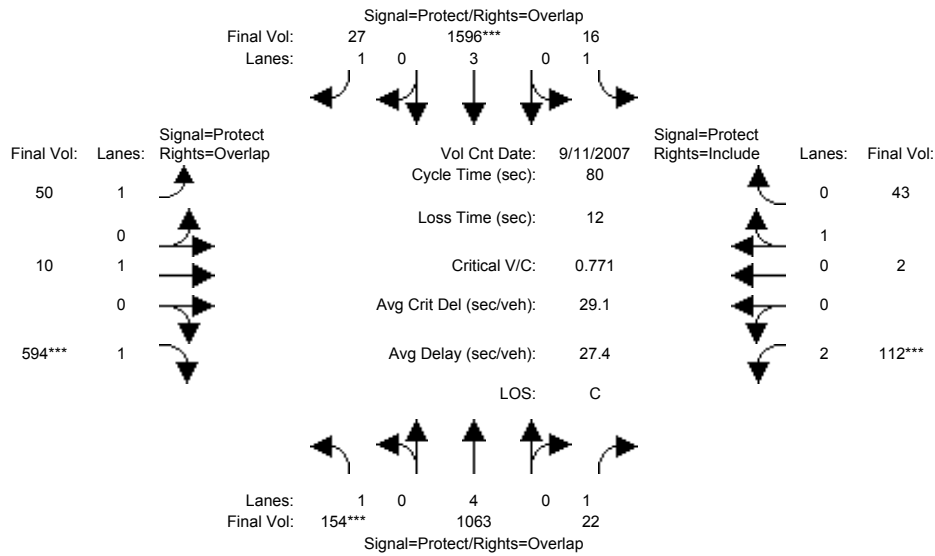 Signal=Protect/Rights=Overlap
Final Vol: 27 1596*** 16
Lanes: 1 0 3 0 1
Signal=Protect Signal=Protect
Final Vol: Lanes: Rights=Overlap Vol Cnt Date: 9/11/2007 Rights=Include Lanes: Final Vol:
Cycle Time (sec): 80
50 1 0 43
Loss Time (sec): 12
0 1
10 1 Critical V/C: 0.771 0 2
0 Avg Crit Del (sec/veh): 29.1 0
594*** 1 Avg Delay (sec/veh): 27.4 2 112***
LOS: C
Lanes: 1 0 4 0 1
Final Vol: 154*** 1063 22
Signal=Protect/Rights=Overlap